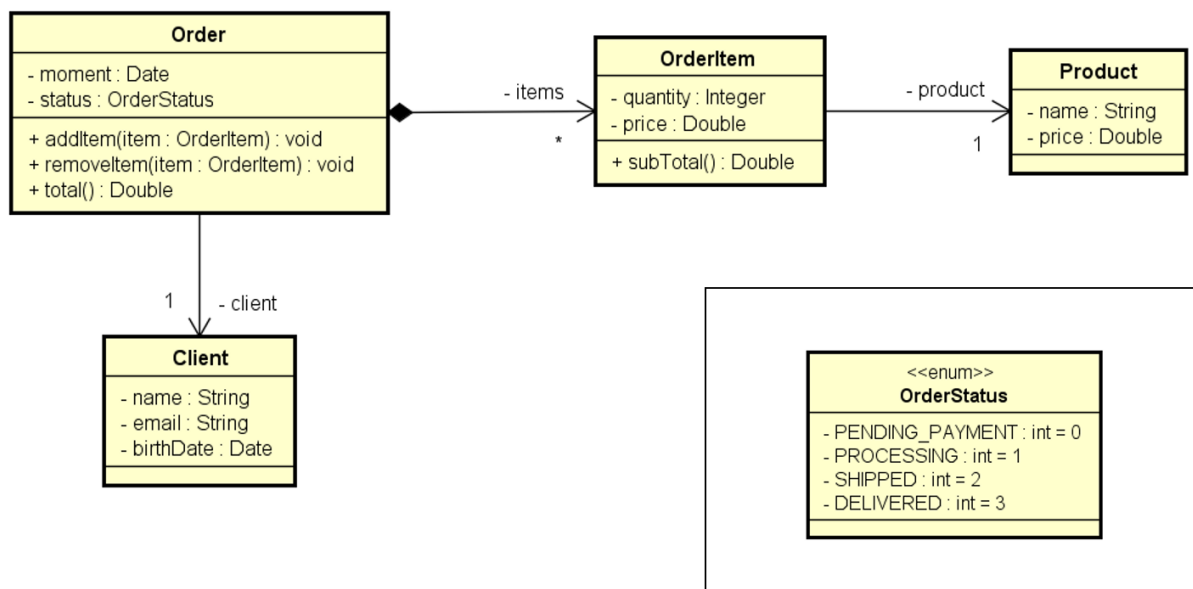 Order
- moment : Date
- status : OrderStatus
+ addItem(item : OrderItem) : void
+ removeItem(item : OrderItem) : void
+ total() : Double
- items
*
OrderItem
- quantity : Integer
- price : Double
+ subTotal() : Double
- product
1
Product
- name : String
- price : Double
1
- client
Client
- name : String
- email : String
- birthDate : Date
<<enum>>
OrderStatus
- PENDING_PAYMENT : int = 0
- PROCESSING : int = 1
- SHIPPED : int = 2
- DELIVERED : int = 3